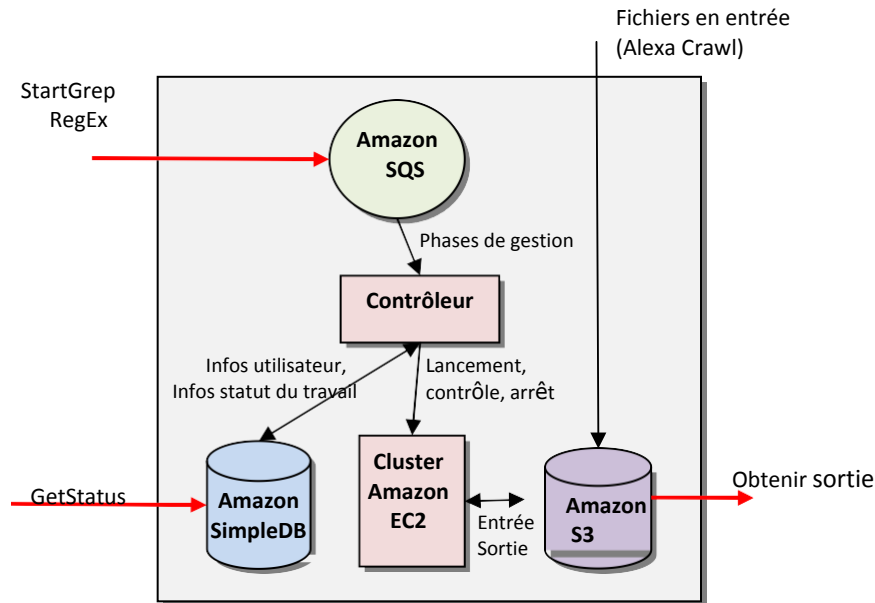 Fichiers en entrée
(Alexa Crawl)
StartGrep
RegEx
Amazon
SQS
Phases de gestion
Contrôleur
Infos utilisateur,
Infos statut du travail
Lancement,
contrôle, arrêt
GetStatus
Amazon
SimpleDB
Cluster
Amazon
EC2
Entrée
Sortie
Amazon
S3
Obtenir sortie